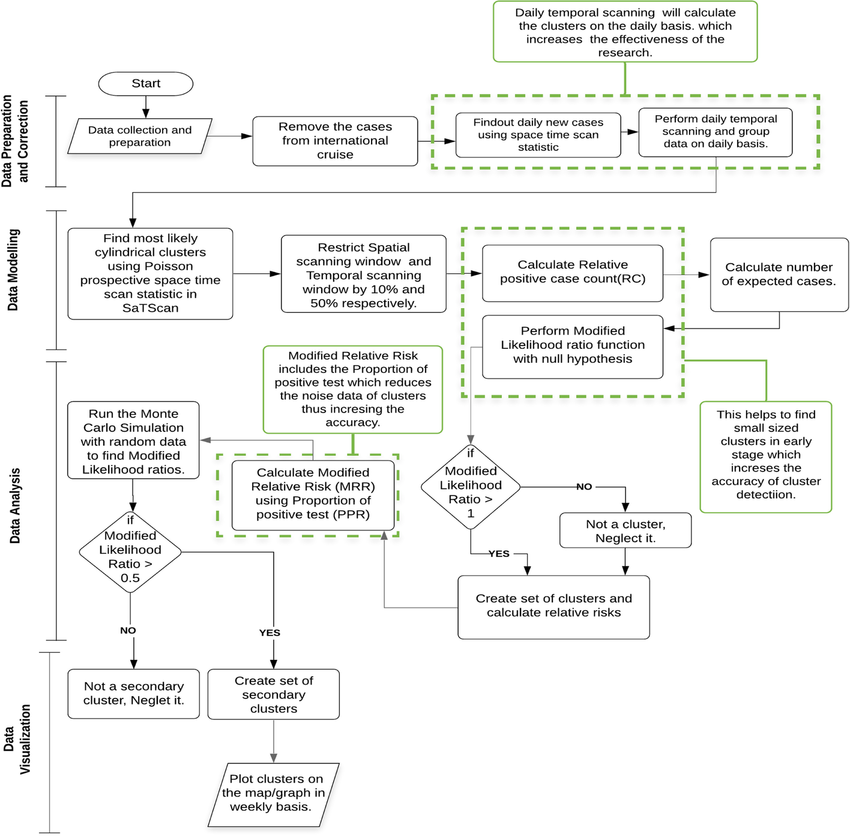 Daily temporal scanning will calculate
the clusters on the daily basis. which
increases the effectiveness of the
research.
Start
Data Preparation
and Correction
Data collection and
preparation
Remove the cases
from international
cruise
Findout daily new cases
using space time scan
statistic
Perform daily temporal
scanning and group
data on daily basis.
Data Modelling
Find most likely
cylindrical clusters
using Poisson
prospective space time
scan statistic in
SaTScan
Restrict Spatial
scanning window and
Temporal scanning
window by 10% and
50% respectively.
Calculate Relative
positive case count(RC)
Calculate number
of expected cases.
Perform Modified
Likelihood ratio function
with null hypothesis
Modified Relative Risk
includes the Proportion of
positive test which reduces
the noise data of clusters
thus incresing the
accuracy.
This helps to find
small sized
clusters in early
stage which
increses the
accuracy of cluster
detectiion.
Data Analysis
Run the Monte
Carlo Simulation
with random data
to find Modified
Likelihood ratios.
Calculate Modified
Relative Risk (MRR)
using Proportion of
positive test (PPR)
if
Modified
Likelihood
Ratio >
1
NO
Not a cluster,
Neglect it.
YES
Create set of clusters and
calculate relative risks
if
Modified
Likelihood
Ratio >
0.5
NO
YES
Data
Visualization
Not a secondary
cluster, Neglet it.
Create set of
secondary
clusters
Plot clusters on
the map/graph in
weekly basis.